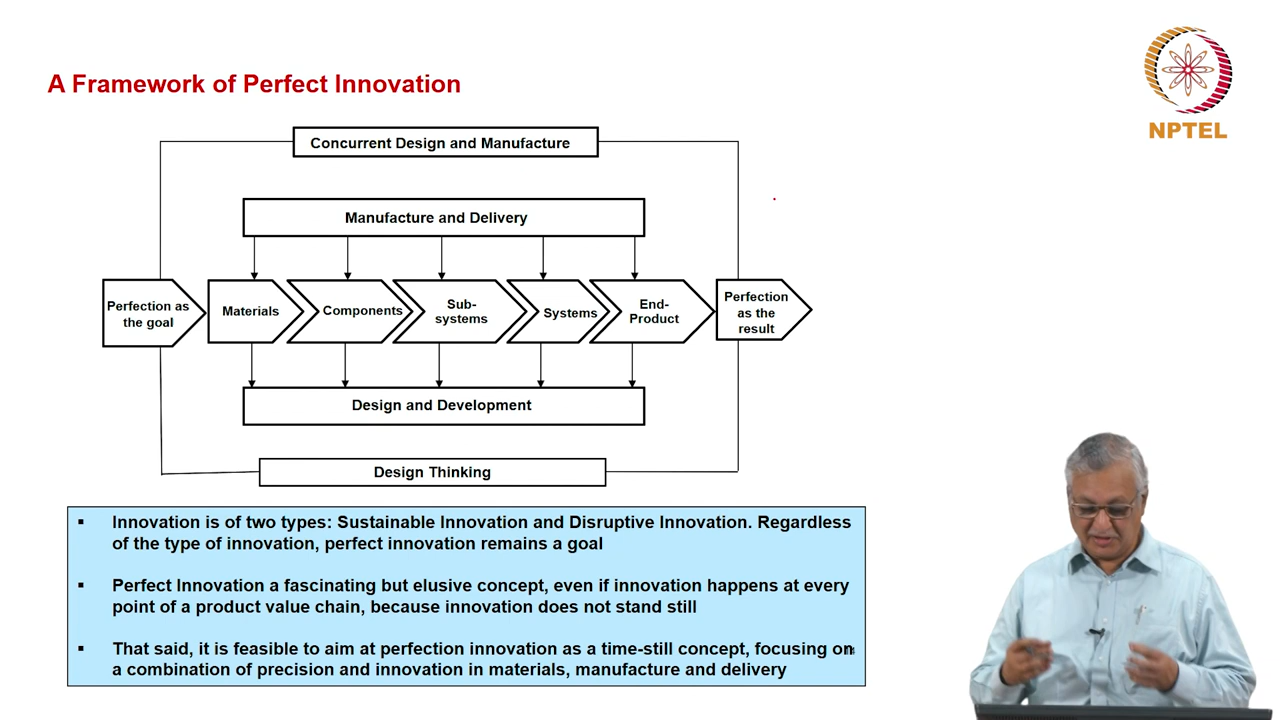 A Framework of Perfect Innovation
NPTEL
Concurrent Design and Manufacture
Manufacture and Delivery
Perfection as
the goal
Materials
Components
Sub-
systems
Systems
End-
Product
Perfection
as the
result
Design and Development
Design Thinking
▪ Innovation is of two types: Sustainable Innovation and Disruptive Innovation. Regardless
of the type of innovation, perfect innovation remains a goal
▪ Perfect Innovation a fascinating but elusive concept, even if innovation happens at every
point of a product value chain, because innovation does not stand still
▪ That said, it is feasible to aim at perfection innovation as a time-still concept, focusing on
a combination of precision and innovation in materials, manufacture and delivery